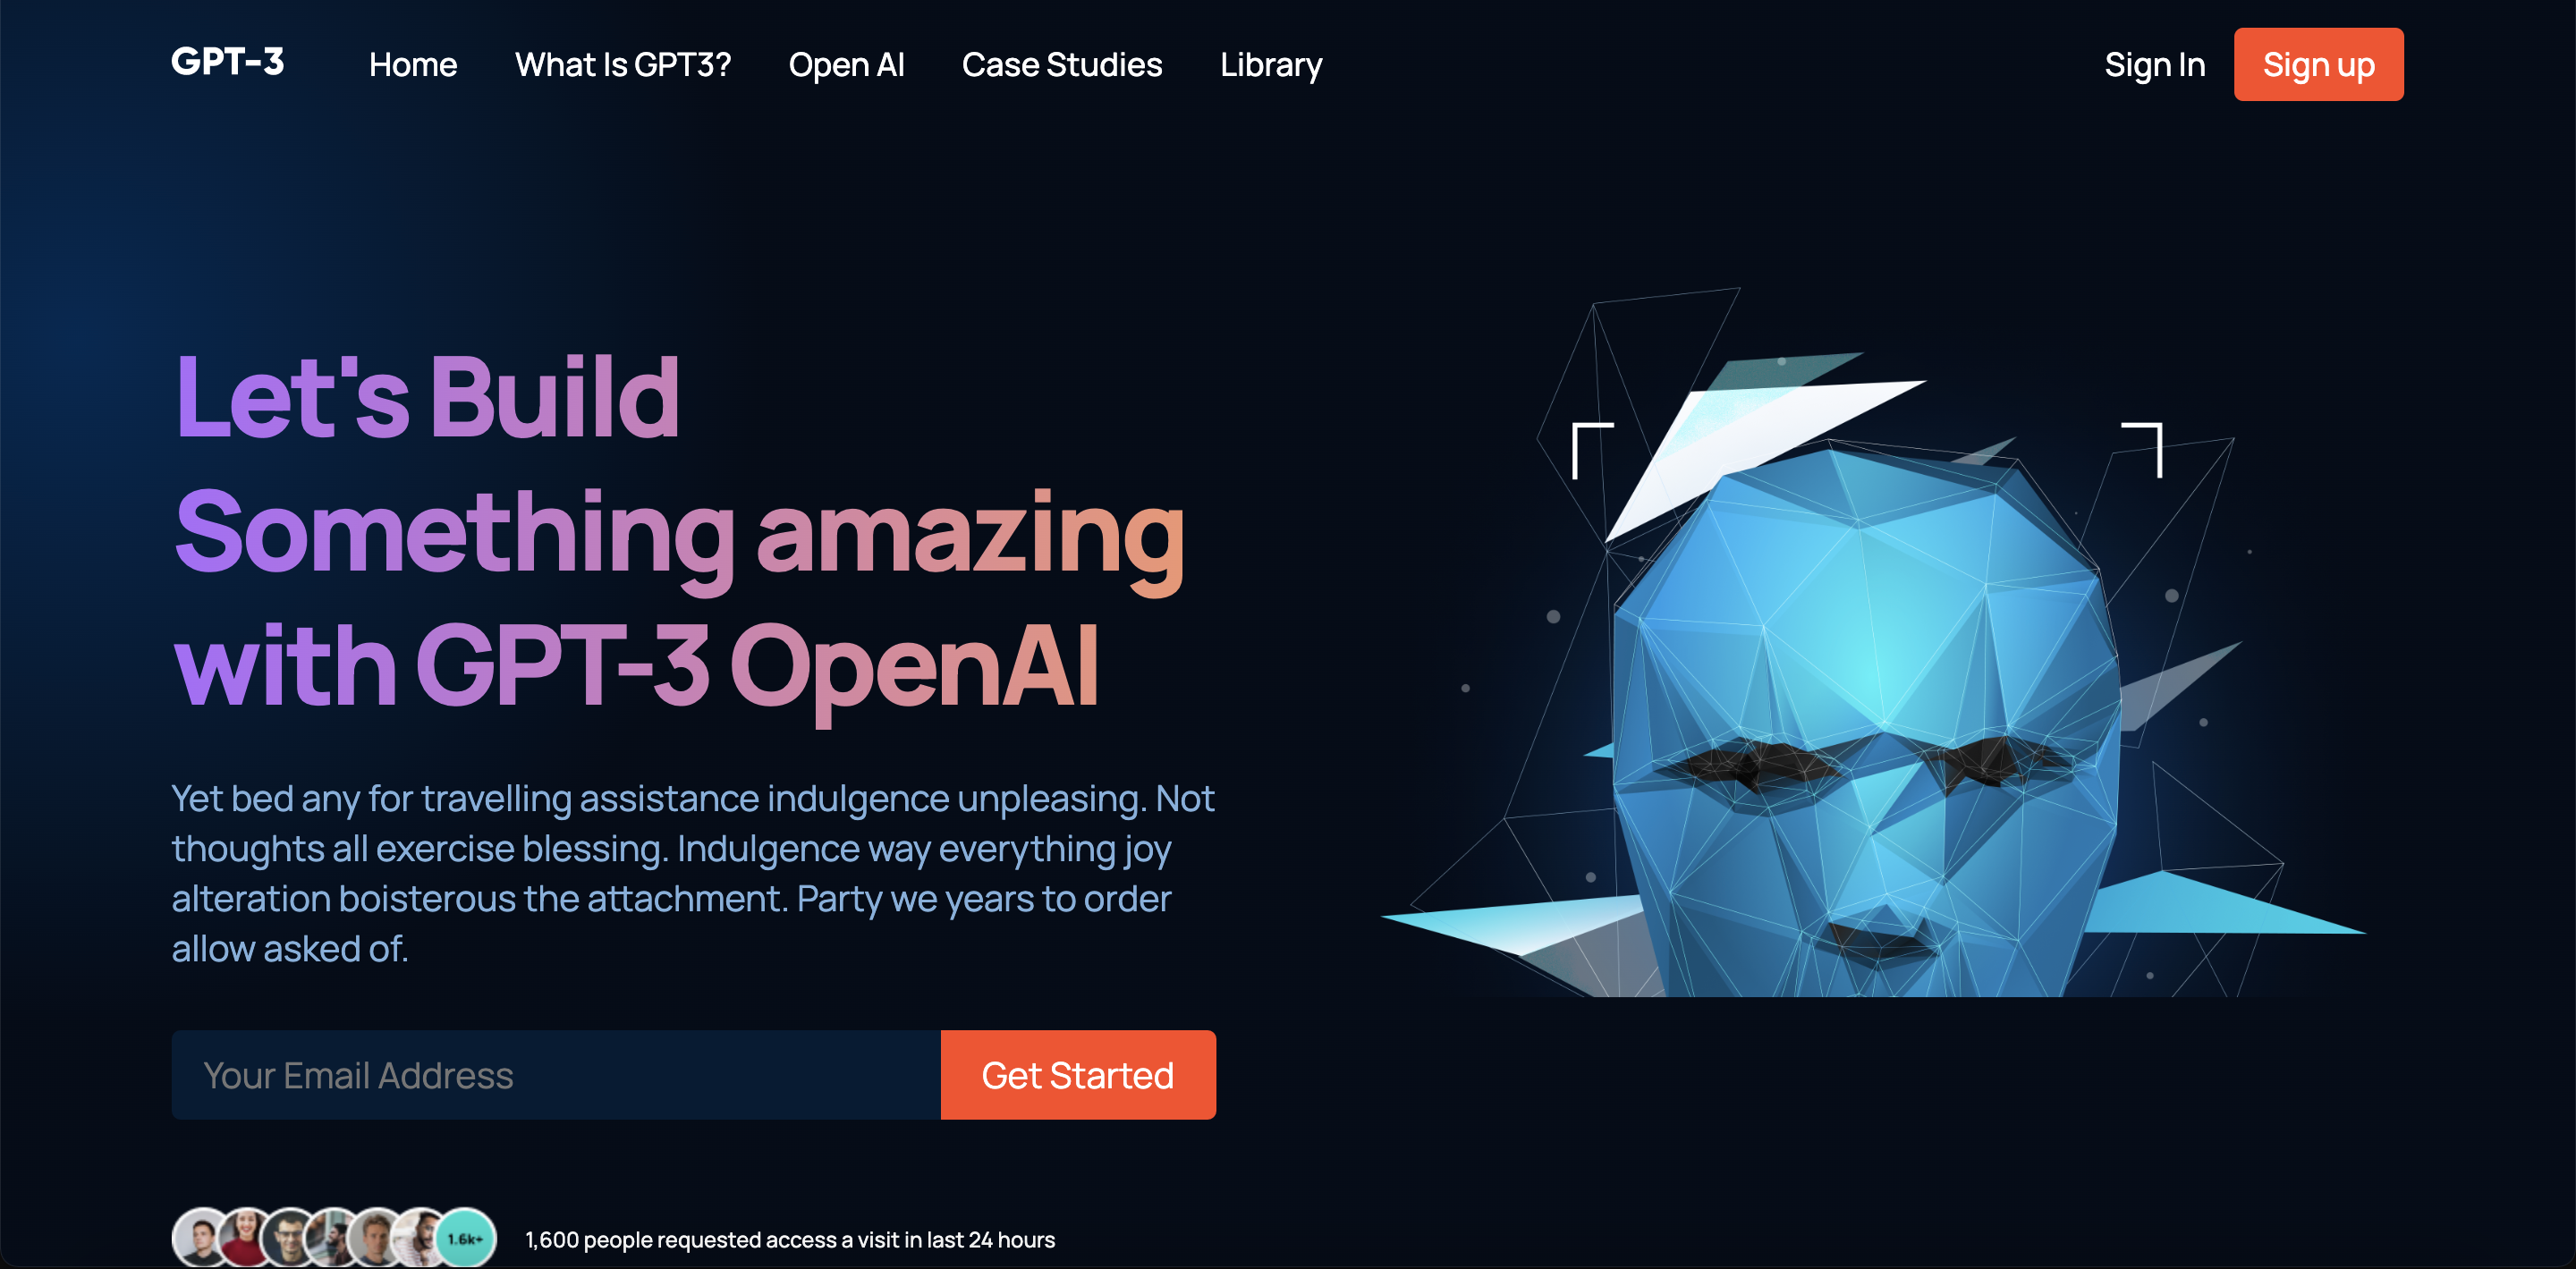 GPT-3
Home
What Is GPT3?
Open AI
Case Studies
Library
Sign In
Sign up
Let's Build
Something amazing
with GPT-3 OpenAI
Yet bed any for travelling assistance indulgence unpleasing. Not
thoughts all exercise blessing. Indulgence way everything joy
alteration boisterous the attachment. Party we years to order
allow asked of.
Your Email Address
Get Started
1.6k+
1,600 people requested access a visit in last 24 hours